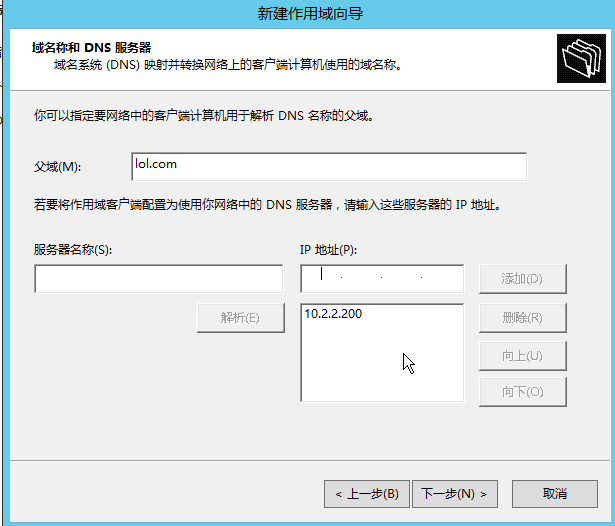 新建作用域向导
域名称和 DNS 服务器
域名系统 (DNS) 映射并转换网络上的客户端计算机使用的域名称。
你可以指定要网络中的客户端计算机用于解析 DNS 名称的父域。
父域(M):
lol.com
若要将作用域客户端配置为使用你网络中的 DNS 服务器，请输入这些服务器的 IP 地址。
服务器名称(S):
IP 地址(P):
. . .
添加(D)
解析(E)
10.2.2.200
删除(R)
向上(U)
向下(O)
< 上一步(B)
下一步(N) >
取消